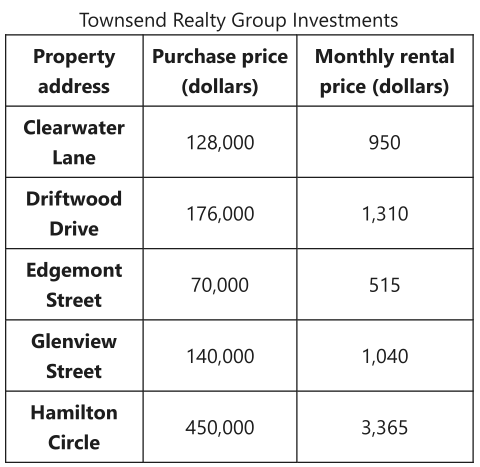 Townsend Realty Group Investments
Property address | Purchase price (dollars) | Monthly rental price (dollars)
Clearwater Lane | 128,000 | 950
Driftwood Drive | 176,000 | 1,310
Edgemont Street | 70,000 | 515
Glenview Street | 140,000 | 1,040
Hamilton Circle | 450,000 | 3,365